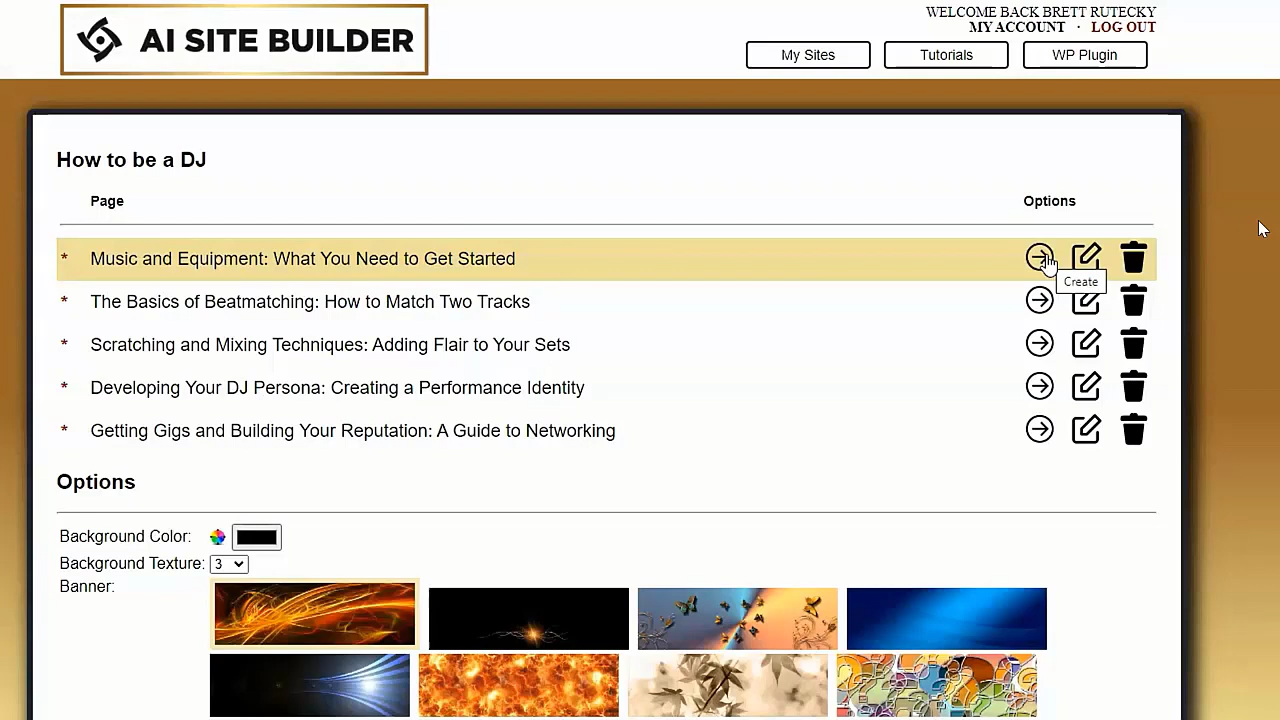 AI SITE BUILDER
WELCOME BACK BRETT RUTECKY
MY ACCOUNT · LOG OUT
My Sites
Tutorials
WP Plugin
How to be a DJ
Page
Options
* Music and Equipment: What You Need to Get Started
Create
* The Basics of Beatmatching: How to Match Two Tracks
* Scratching and Mixing Techniques: Adding Flair to Your Sets
* Developing Your DJ Persona: Creating a Performance Identity
* Getting Gigs and Building Your Reputation: A Guide to Networking
Options
Background Color:
Background Texture: 3
Banner: